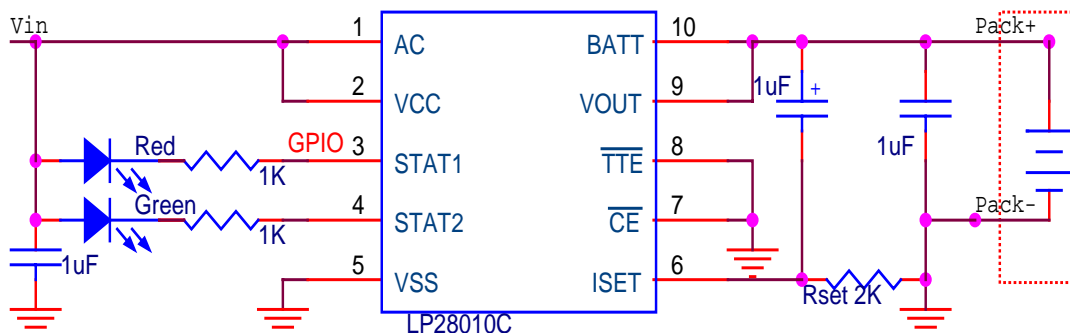 Vin
1
10
Pack+
AC
BATT
1uF
+
2
9
VCC
VOUT
Red
GPIO
3
8
1uF
1K
STAT1
TTE
Green
4
7
Pack-
1K
STAT2
CE
1uF
5
6
VSS
ISET
Rset 2K
LP28010C